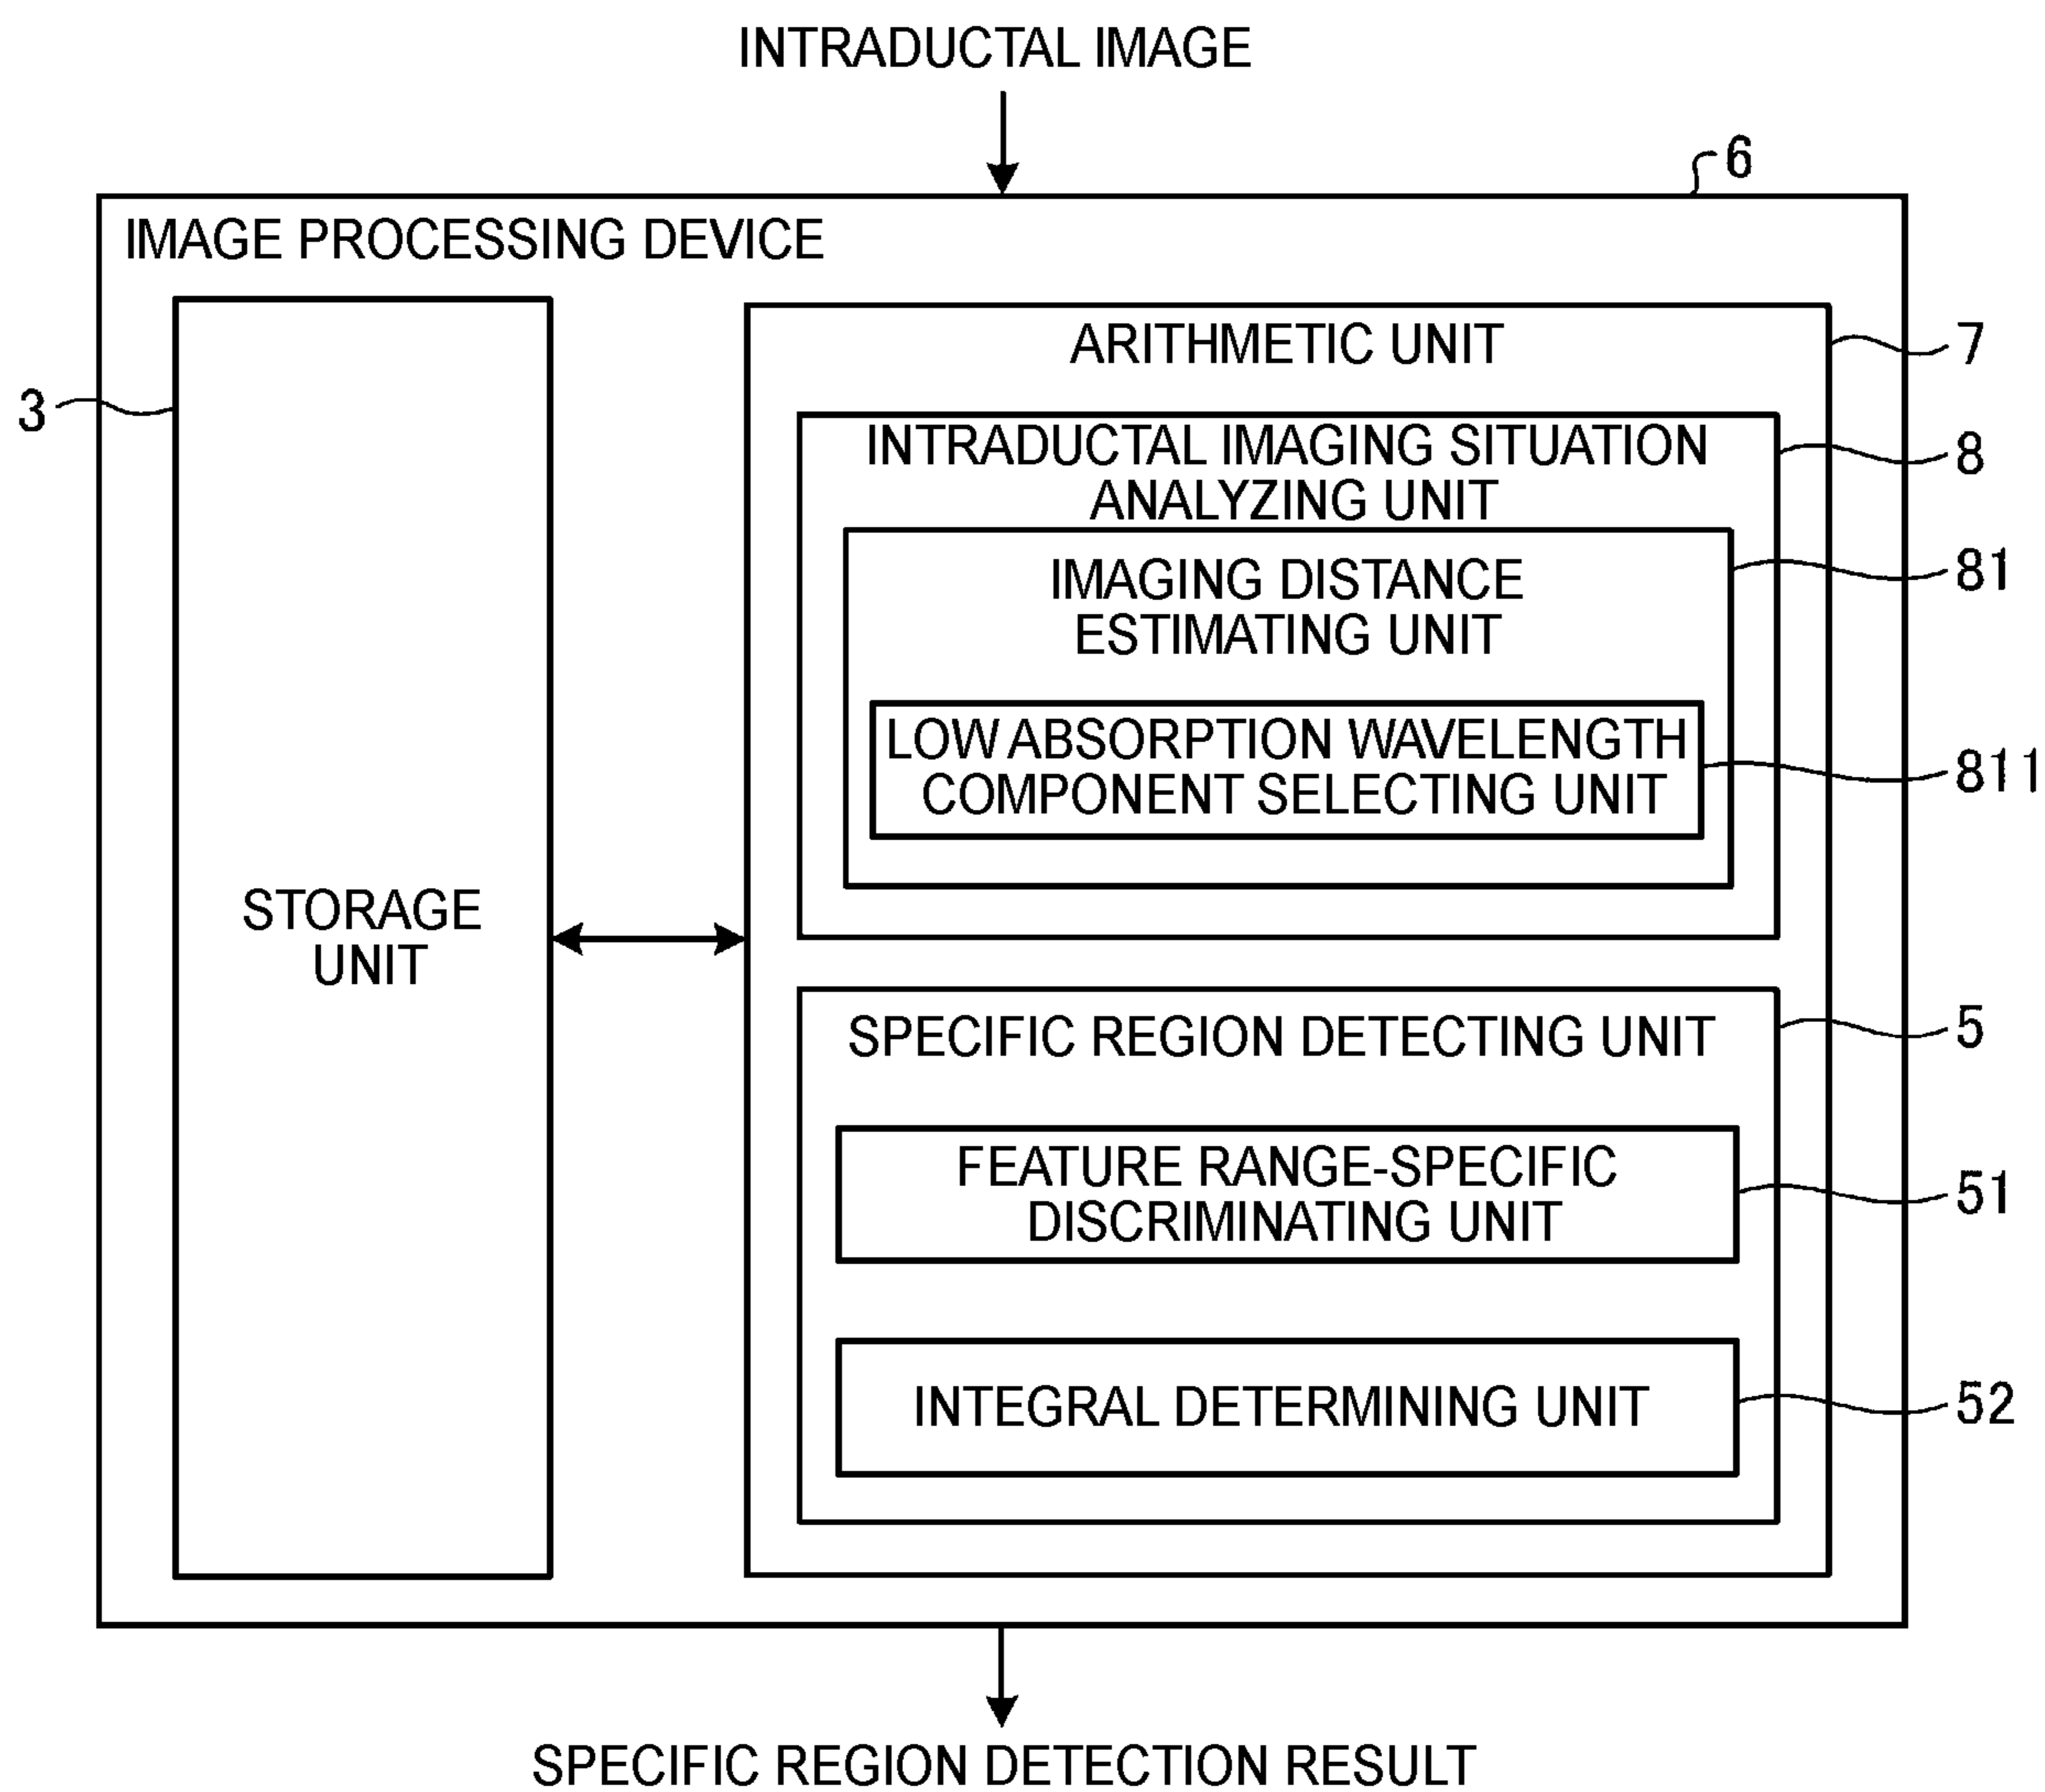 INTRADUCTAL IMAGE
6
IMAGE PROCESSING DEVICE
3
STORAGE
UNIT
ARITHMETIC UNIT
7
INTRADUCTAL IMAGING SITUATION
ANALYZING UNIT
8
IMAGING DISTANCE
ESTIMATING UNIT
81
LOW ABSORPTION WAVELENGTH
COMPONENT SELECTING UNIT
811
SPECIFIC REGION DETECTING UNIT
5
FEATURE RANGE-SPECIFIC
DISCRIMINATING UNIT
51
INTEGRAL DETERMINING UNIT
52
SPECIFIC REGION DETECTION RESULT